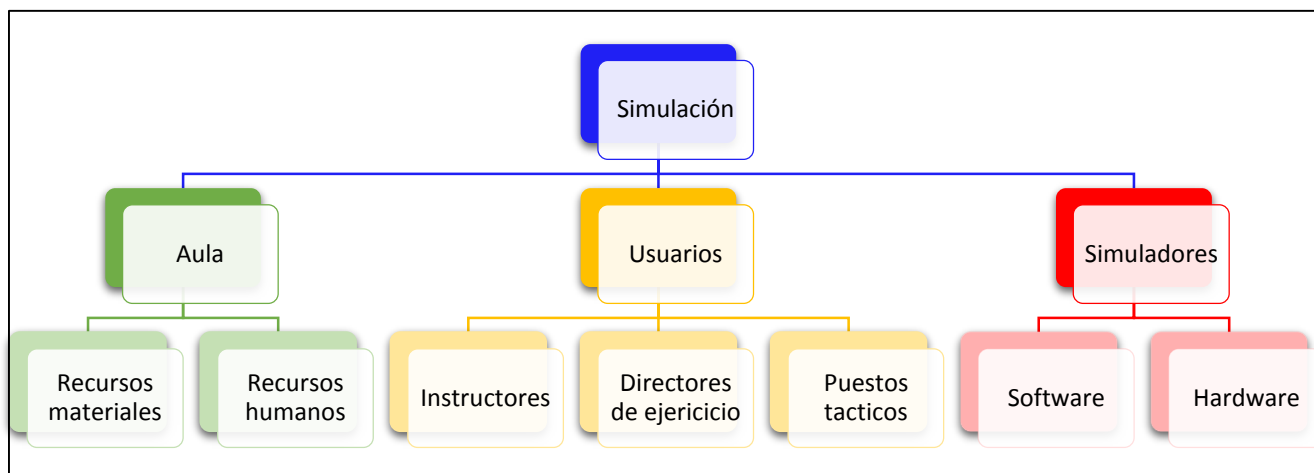 Simulación
Aula
Usuarios
Simuladores
Recursos
materiales
Recursos
humanos
Instructores
Directores
de ejericicio
Puestos
tacticos
Software
Hardware